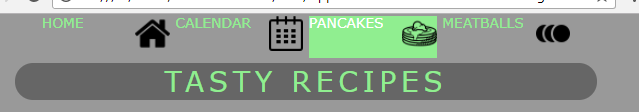 HOME CALENDAR PANCAKES MEATBALLS
TASTY RECIPES